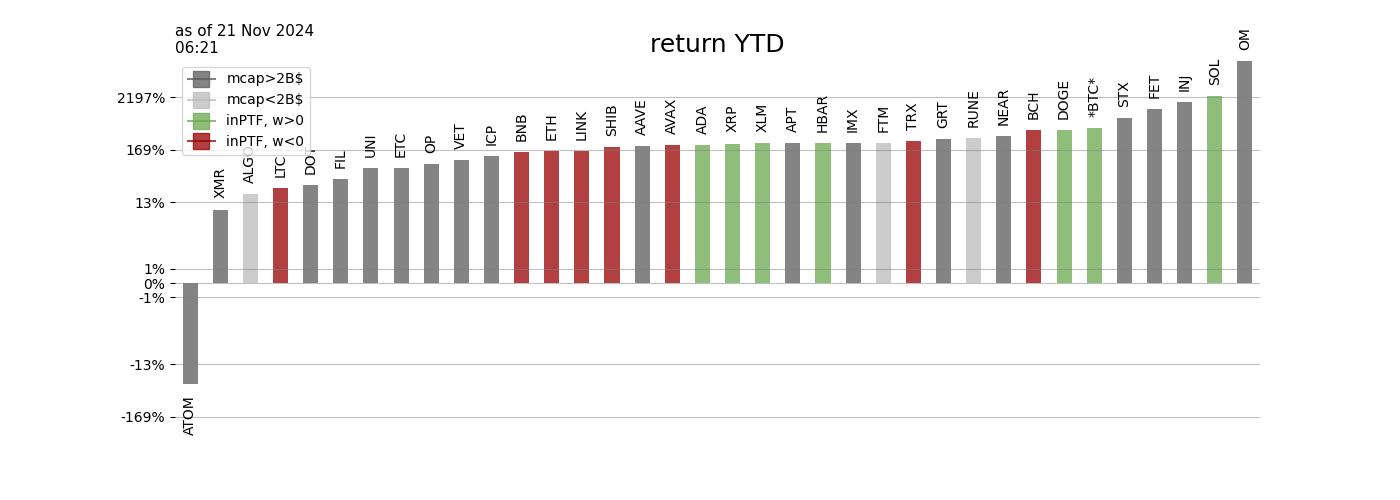 as of 21 Nov 2024
06:21
return YTD
mcap>2B$
mcap<2B$
inPTF, w>0
inPTF, w<0
2197%
169%
13%
1%
0%
-1%
-13%
-169%
ATOM
XMR
ALGO
LTC
DOT
FIL
UNI
ETC
OP
VET
ICP
BNB
ETH
LINK
SHIB
AAVE
AVAX
ADA
XRP
XLM
APT
HBAR
IMX
FTM
TRX
GRT
RUNE
NEAR
BCH
DOGE
*BTC*
STX
FET
INJ
SOL
OM